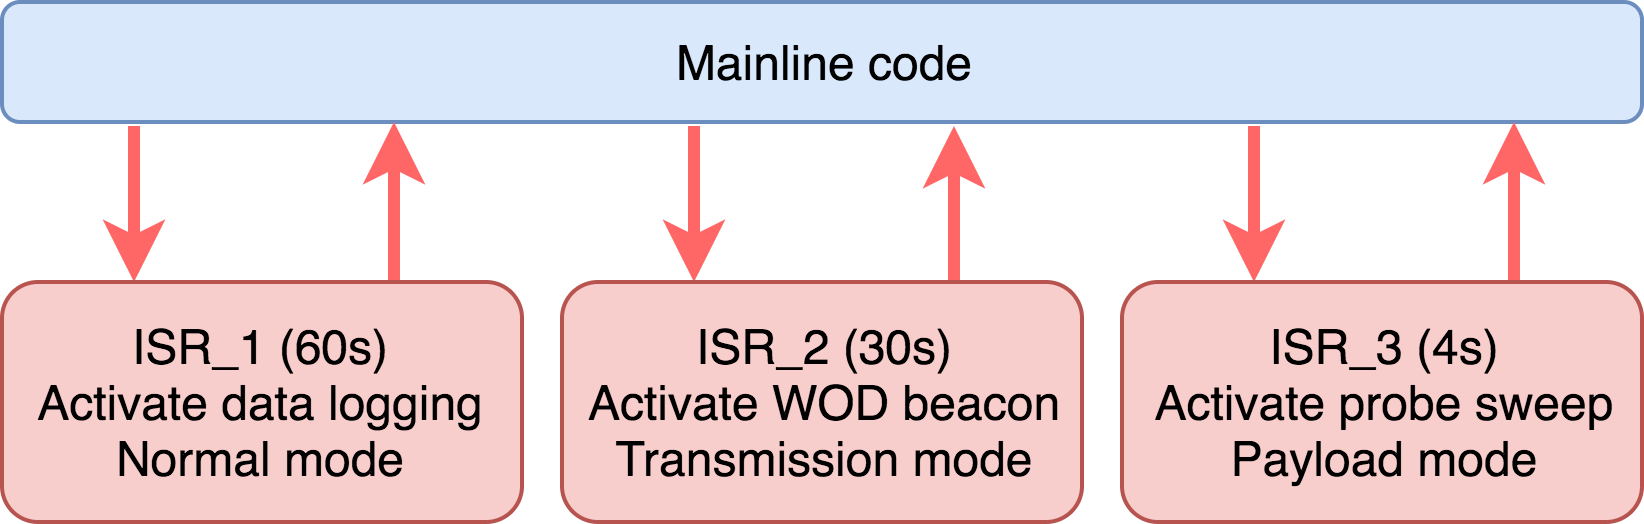 Mainline code
ISR_1 (60s)
Activate data logging
Normal mode
ISR_2 (30s)
Activate WOD beacon
Transmission mode
ISR_3 (4s)
Activate probe sweep
Payload mode